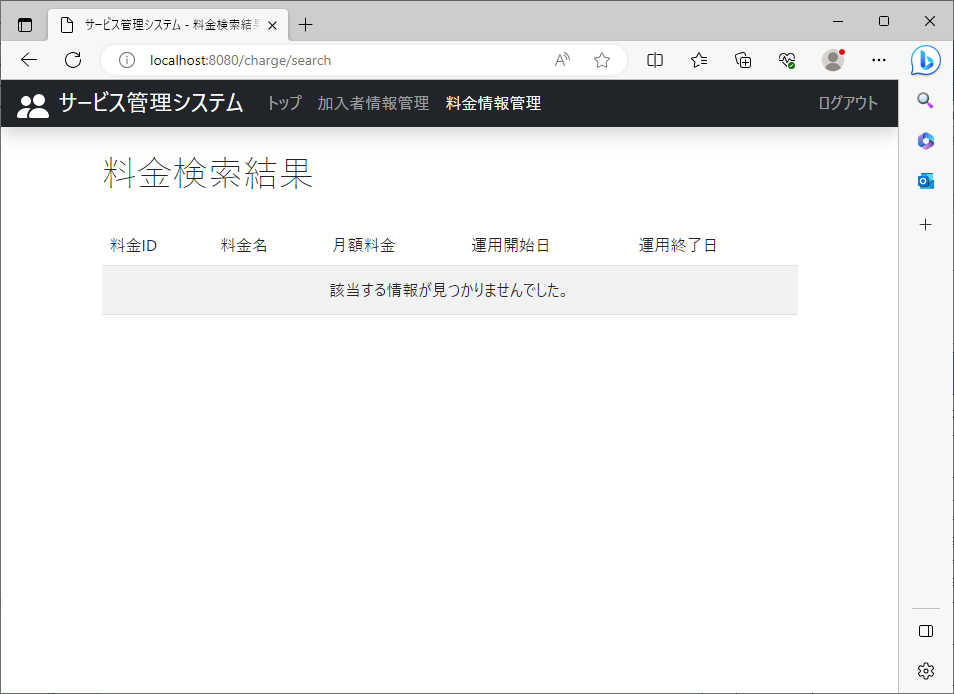 サービス管理システム - 料金検索結果
localhost:8080/charge/search
サービス管理システム トップ 加入者情報管理 料金情報管理 ログアウト
料金検索結果
料金ID 料金名 月額料金 運用開始日 運用終了日
該当する情報が見つかりませんでした。